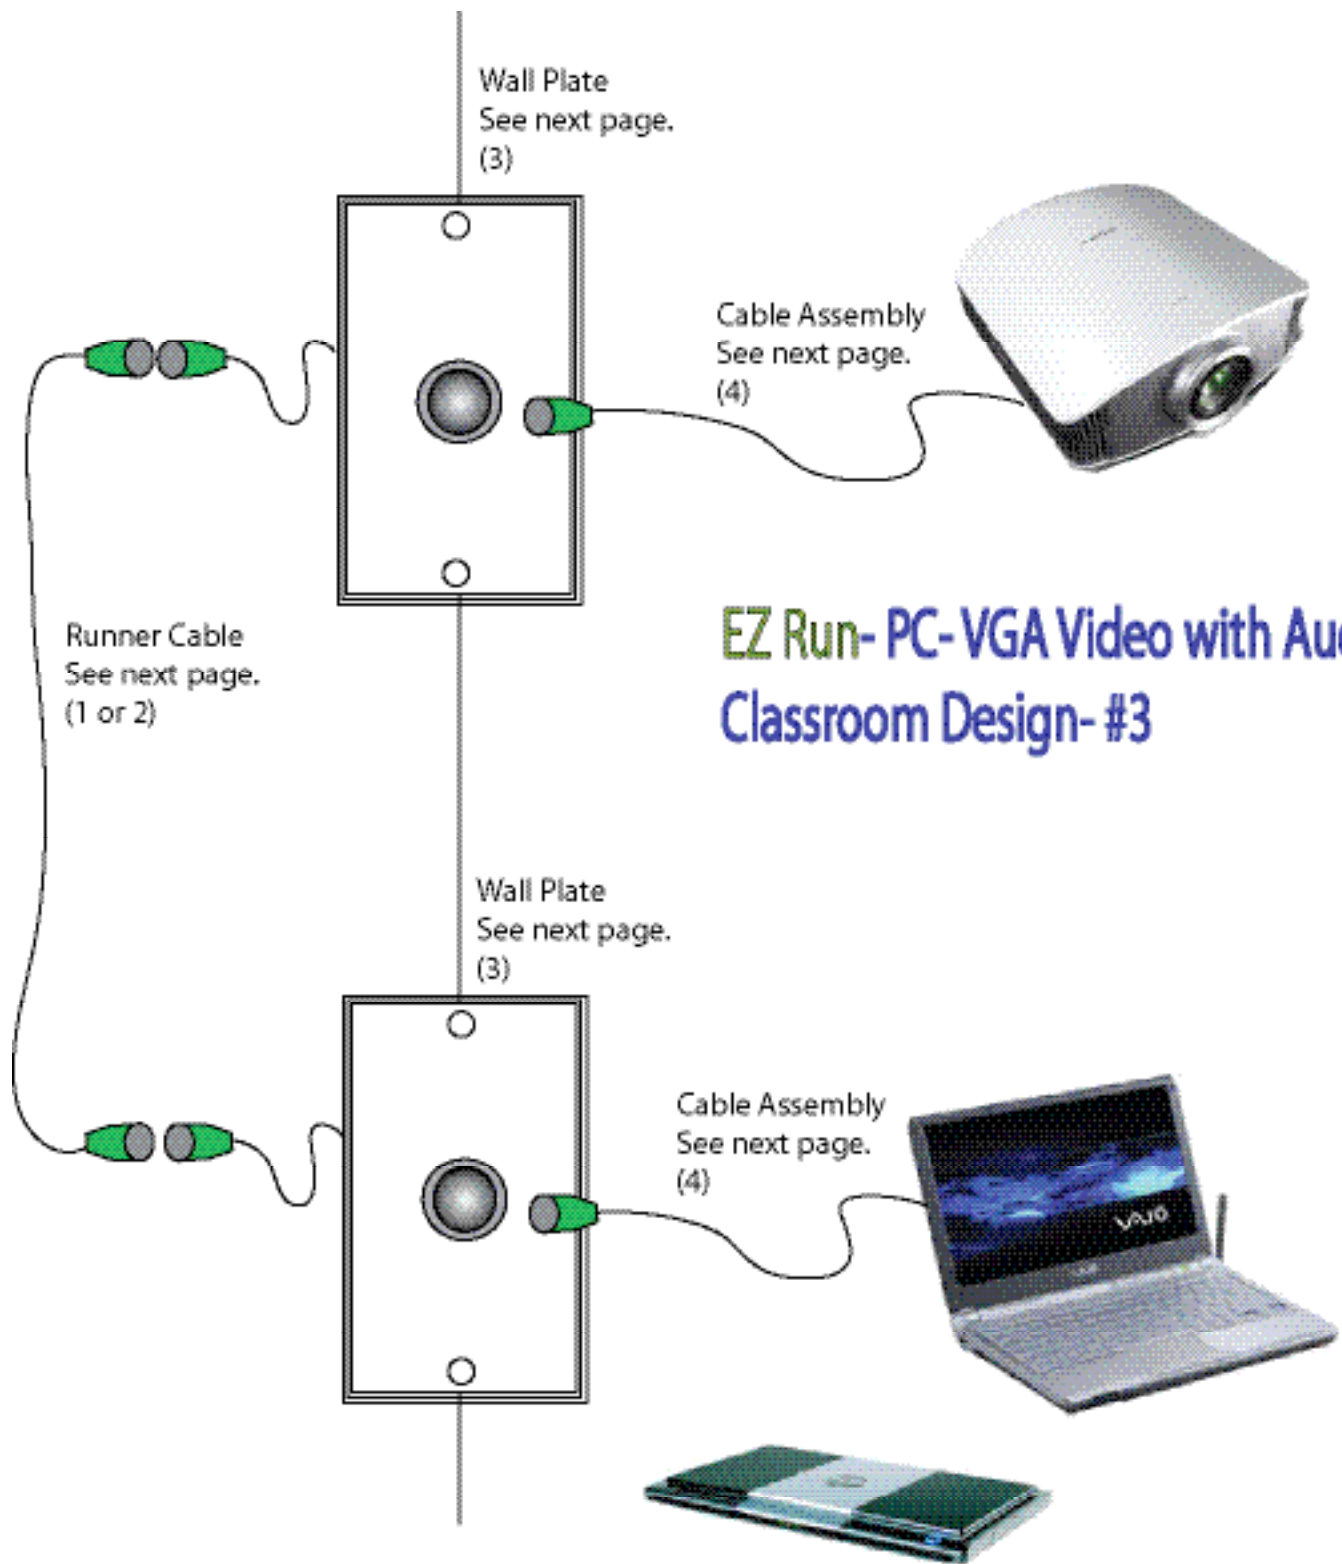 Wall Plate
See next page.
(3)
Cable Assembly
See next page.
(4)
Runner Cable
See next page.
(1 or 2)
EZ Run- PC- VGA Video with Au
Classroom Design- #3
Wall Plate
See next page.
(3)
Cable Assembly
See next page.
(4)
VAIO